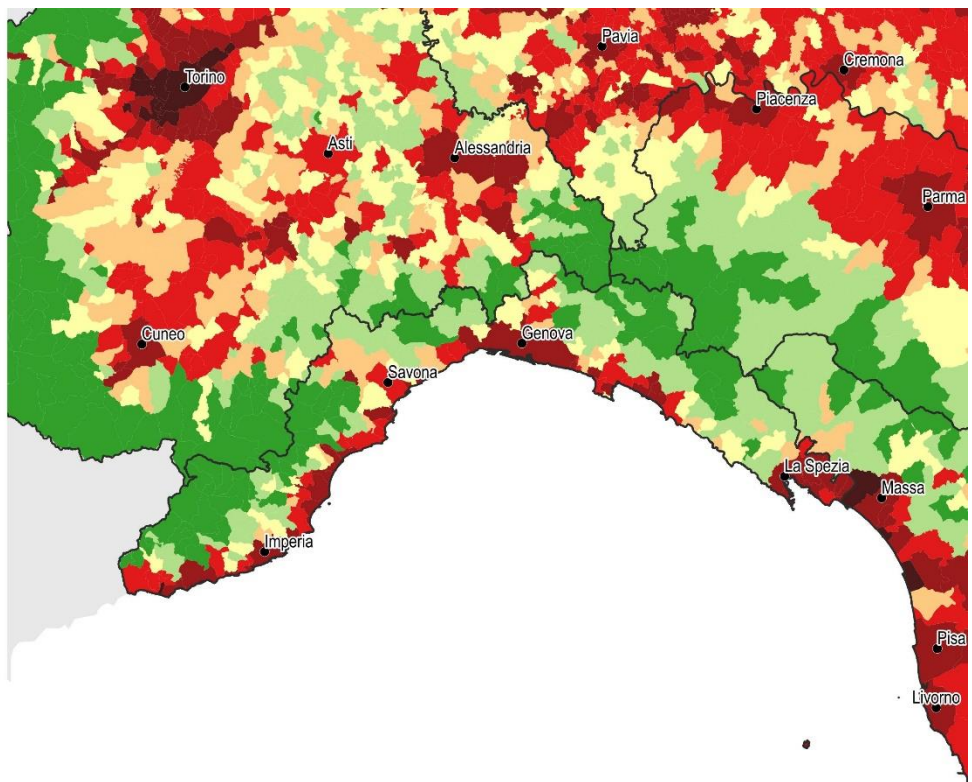 Pavia
Cremona
Torino
Piacenza
Asti
Alessandria
Parma
Cuneo
Genova
Savona
La Spezia
Massa
Imperia
Pisa
Livorno